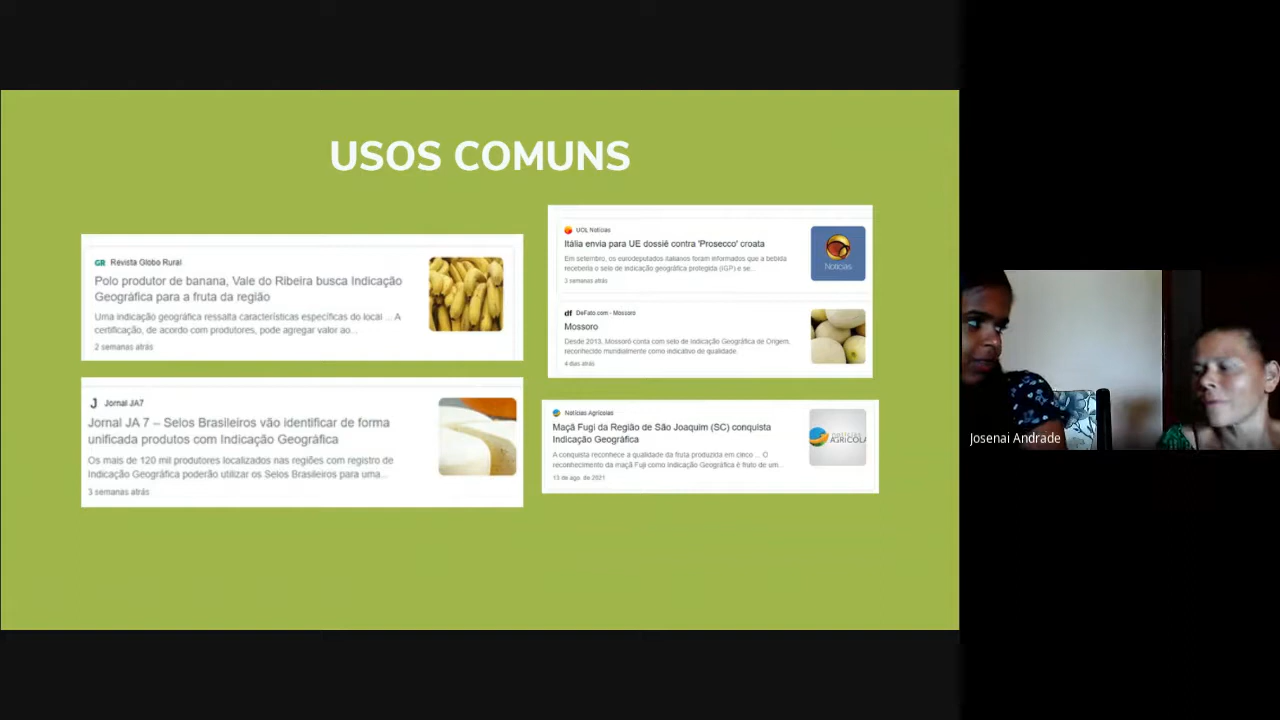 USOS COMUNS
GR Revista Globo Rural
Polo produtor de banana, Vale do Ribeira busca Indicação
Geográfica para a fruta da região
Uma indicação geográfica ressalta características específicas do local ... A
certificação, de acordo com produtores, pode agregar valor ao...
2 semanas atrás
J Jornal JA7
Jornal JA 7 – Selos Brasileiros vão identificar de forma
unificada produtos com Indicação Geográfica
Os mais de 120 mil produtores localizados nas regiões com registro de
Indicação Geográfica poderão utilizar os Selos Brasileiros para uma...
3 semanas atrás
UOL Notícias
Itália envia para UE dossiê contra 'Prosecco' croata
Em setembro, os eurodeputados italianos foram informados que a bebida
receberia o selo de indicação geográfica protegida (IGP) e se...
3 semanas atrás
Notícias
df DeFato.com - Mossoro
Mossoro
Desde 2013, Mossoró conta com selo de Indicação Geográfica de Origem,
reconhecido mundialmente como indicativo de qualidade.
4 dias atrás
Notícias Agrícolas
Maçã Fugi da Região de São Joaquim (SC) conquista
Indicação Geográfica
A conquista reconhece a qualidade da fruta produzida em cinco ... O
reconhecimento da maçã Fuji como Indicação Geográfica é fruto de um...
13 de ago. de 2021
NOTÍCIAS
AGRÍCOLA
Josenai Andrade